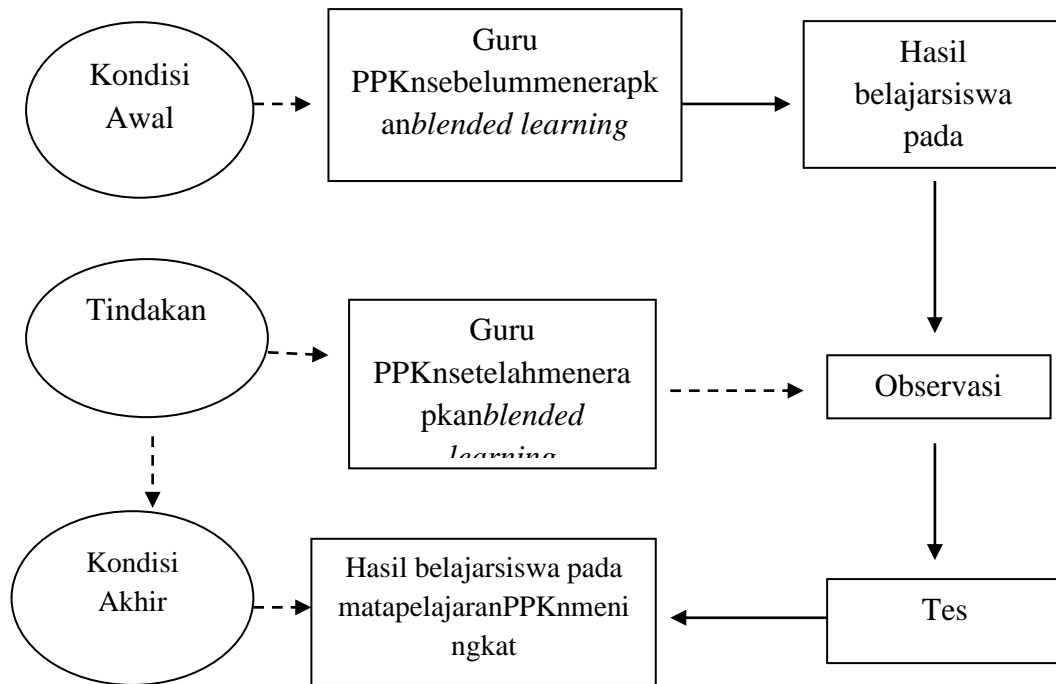 Kondisi
Awal
Guru
PPKnsebelummenerapk
anblended learning
Hasil
belajarsiswa
pada
Tindakan
Guru
PPKnsetelahmenera
pkanblended
learning
Observasi
Kondisi
Akhir
Hasil belajarsiswa pada
matapelajaranPPKnmeni
ngkat
Tes